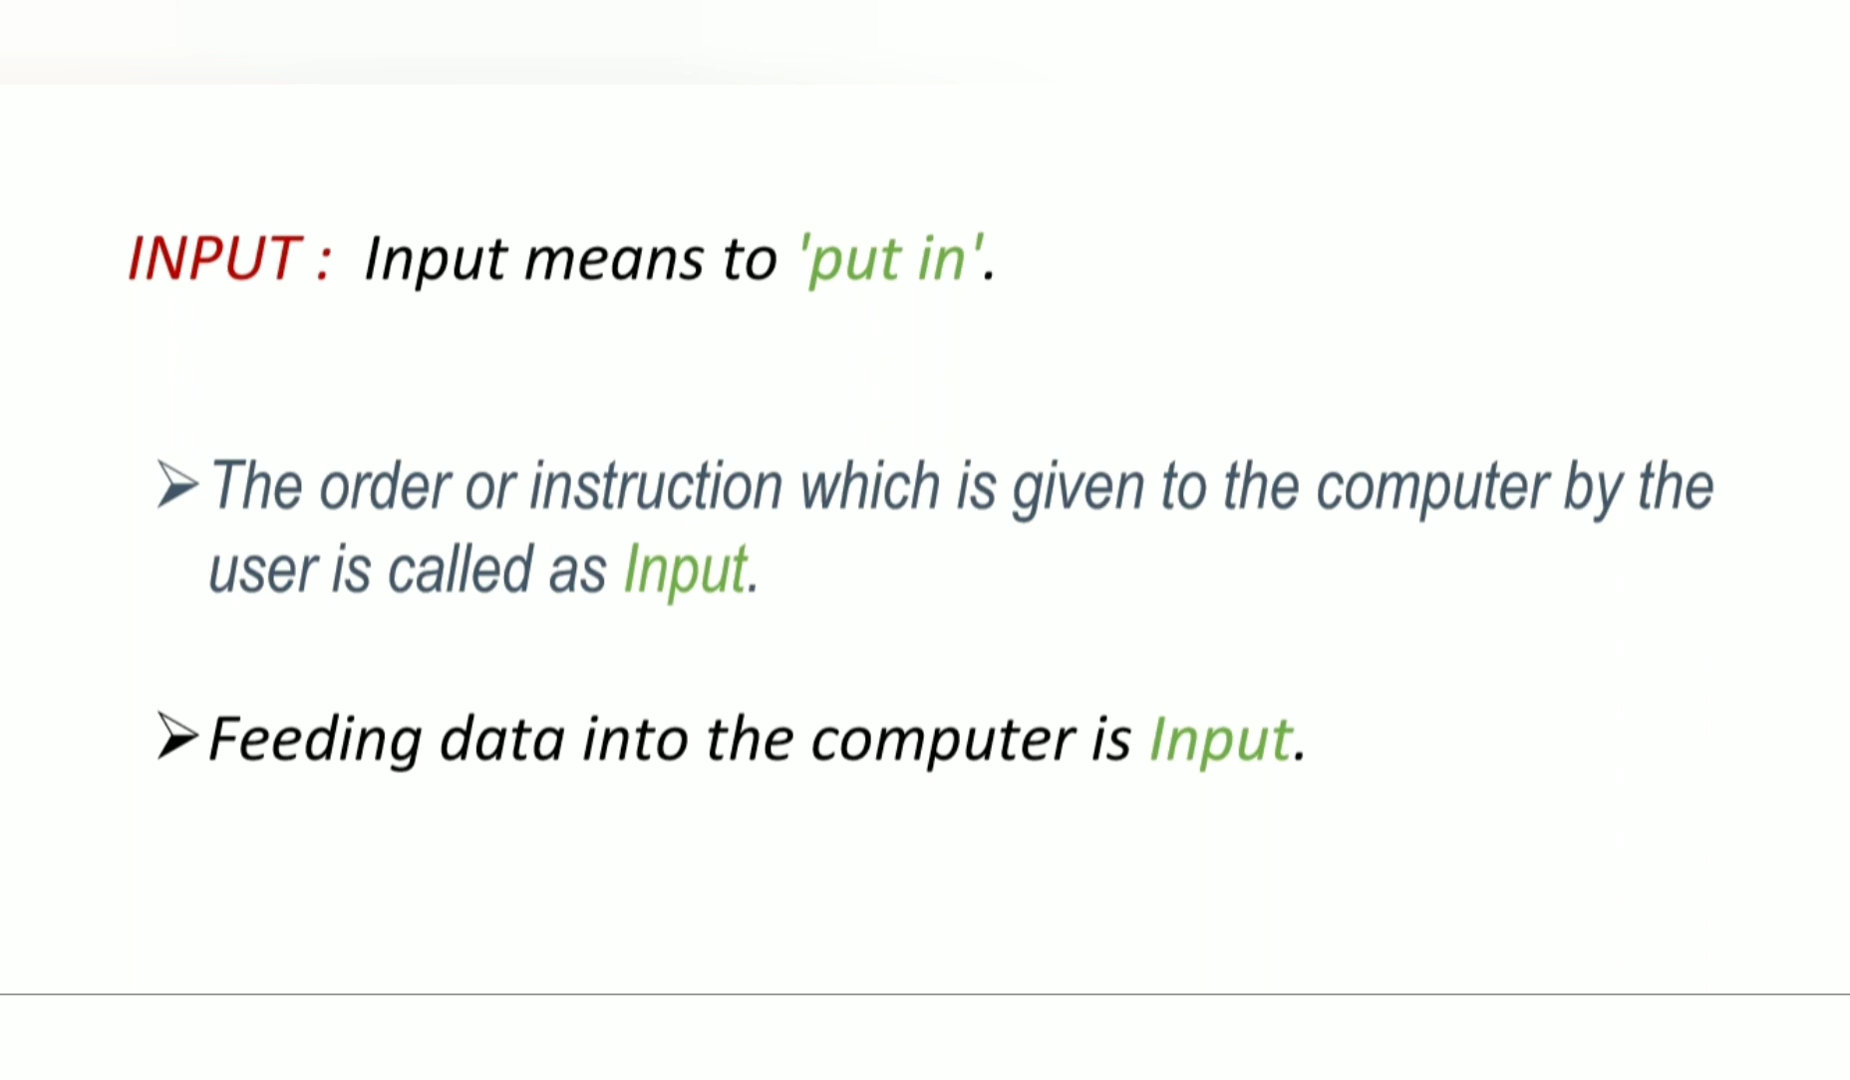 INPUT : Input means to 'put in'.
➢The order or instruction which is given to the computer by the
user is called as Input.
➢Feeding data into the computer is Input.